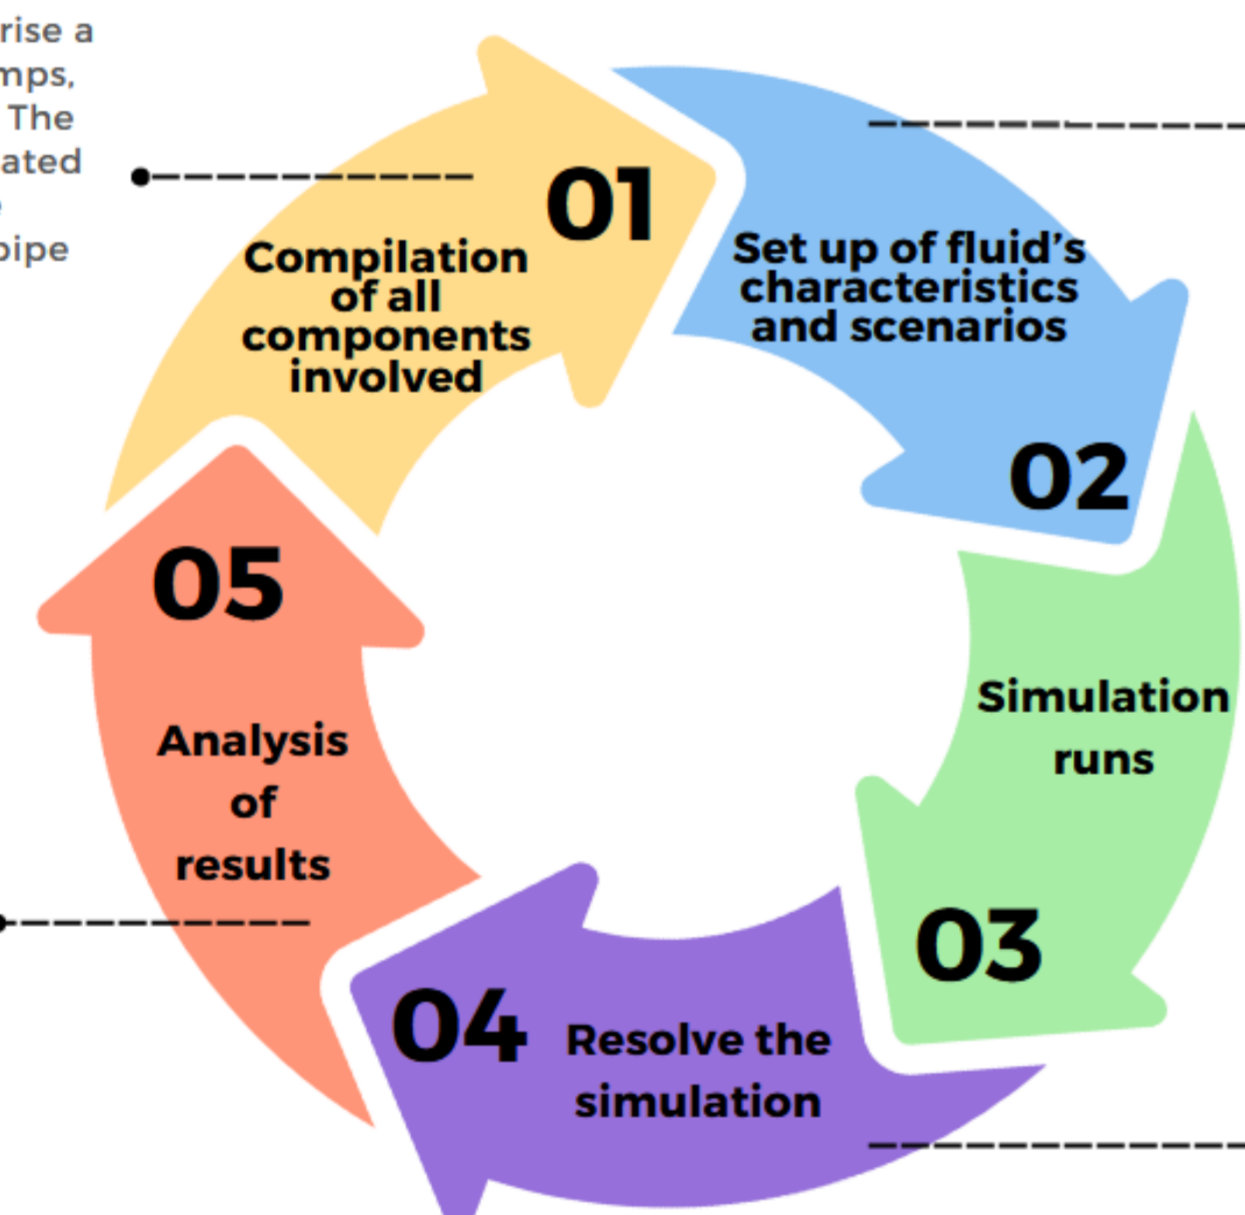 rise a
mps,
The
ated
pipe
01
Compilation
of all
components
involved
Set up of fluid's
characteristics
and scenarios
02
Simulation
runs
03
04
Resolve the
simulation
05
Analysis
of
results